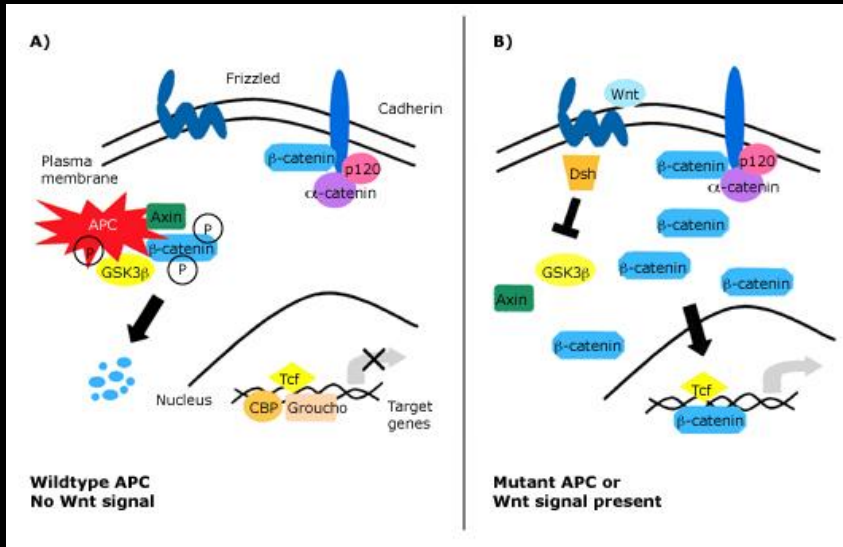 A)
Frizzled
Cadherin
Plasma
membrane
β-catenin
p120
α-catenin
APC
Axin
P
β-catenin
P
P
GSK3β
Nucleus
Tcf
CBP
Groucho
Target
genes
Wildtype APC
No Wnt signal
B)
Wnt
Dsh
β-catenin
p120
α-catenin
β-catenin
GSK3β
β-catenin
β-catenin
Axin
β-catenin
Tcf
β-catenin
Mutant APC or
Wnt signal present